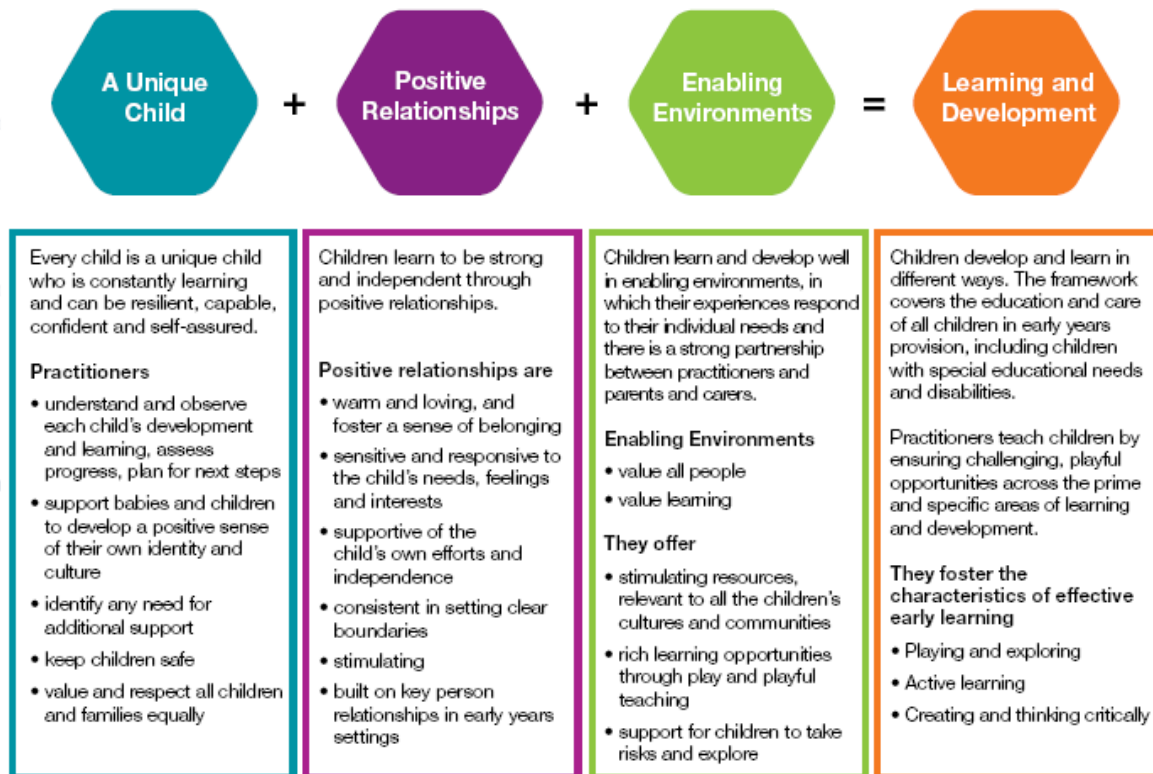 A Unique
Child
+
Positive
Relationships
+
Enabling
Environments
=
Learning and
Development
Every child is a unique child
who is constantly learning
and can be resilient, capable,
confident and self-assured.
Practitioners
• understand and observe
each child's development
and learning, assess
progress, plan for next steps
• support babies and children
to develop a positive sense
of their own identity and
culture
• identify any need for
additional support
• keep children safe
• value and respect all children
and families equally
Children learn to be strong
and independent through
positive relationships.
Positive relationships are
• warm and loving, and
foster a sense of belonging
• sensitive and responsive to
the child's needs, feelings
and interests
• supportive of the
child's own efforts and
independence
• consistent in setting clear
boundaries
• stimulating
• built on key person
relationships in early years
settings
Children learn and develop well
in enabling environments, in
which their experiences respond
to their individual needs and
there is a strong partnership
between practitioners and
parents and carers.
Enabling Environments
• value all people
• value learning
They offer
• stimulating resources,
relevant to all the children's
cultures and communities
• rich learning opportunities
through play and playful
teaching
• support for children to take
risks and explore
Children develop and learn in
different ways. The framework
covers the education and care
of all children in early years
provision, including children
with special educational needs
and disabilities.
Practitioners teach children by
ensuring challenging, playful
opportunities across the prime
and specific areas of learning
and development.
They foster the
characteristics of effective
early learning
• Playing and exploring
• Active learning
• Creating and thinking critically